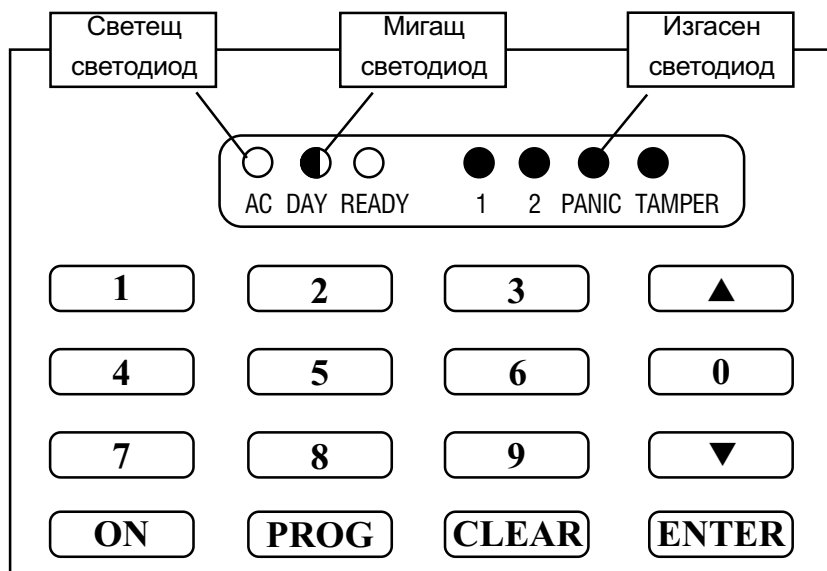 Светещ светодиод
Мигащ светодиод
Изгасен светодиод
AC DAY READY 1 2 PANIC TAMPER
1 2 3 ▲
4 5 6 0
7 8 9 ▼
ON PROG CLEAR ENTER